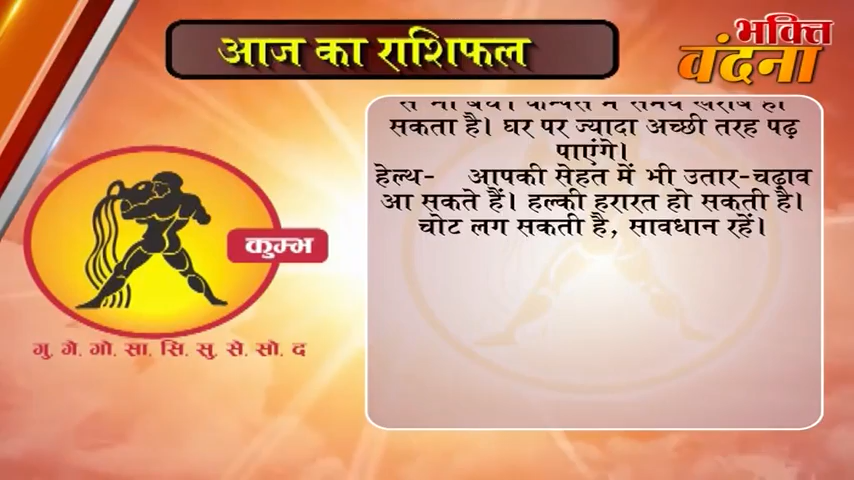 आज का राशिफल
भक्ति
वंदना
सकता है। घर पर ज्यादा अच्छी तरह पढ़
पाएंगे।
हेल्थ- आपकी सेहत में भी उतार-चढ़ाव
आ सकते हैं। हल्की हरारत हो सकती है।
चोट लग सकती है, सावधान रहें।
कुम्भ
गु. गे. गो. सा. सि. सु. से. सो. द